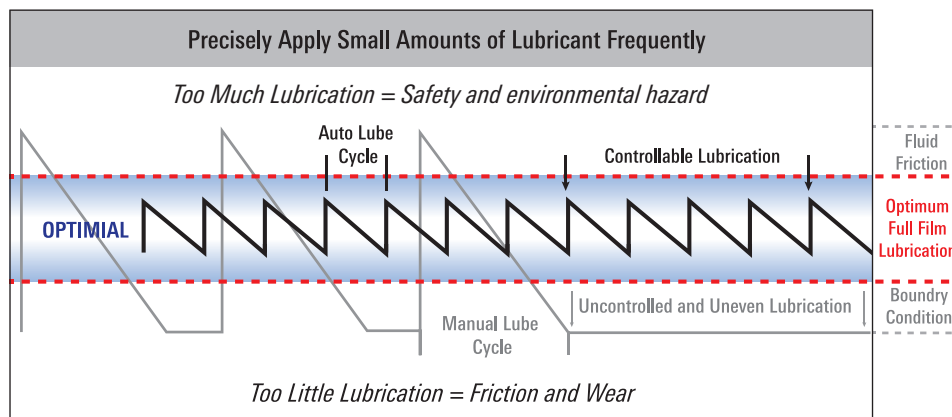 Precisely Apply Small Amounts of Lubricant Frequently
Too Much Lubrication = Safety and environmental hazard
Auto Lube
Cycle
Controllable Lubrication
Fluid
Friction
OPTIMIAL
Optimum
Full Film
Lubrication
Uncontrolled and Uneven Lubrication
Boundry
Condition
Manual Lube
Cycle
Too Little Lubrication = Friction and Wear